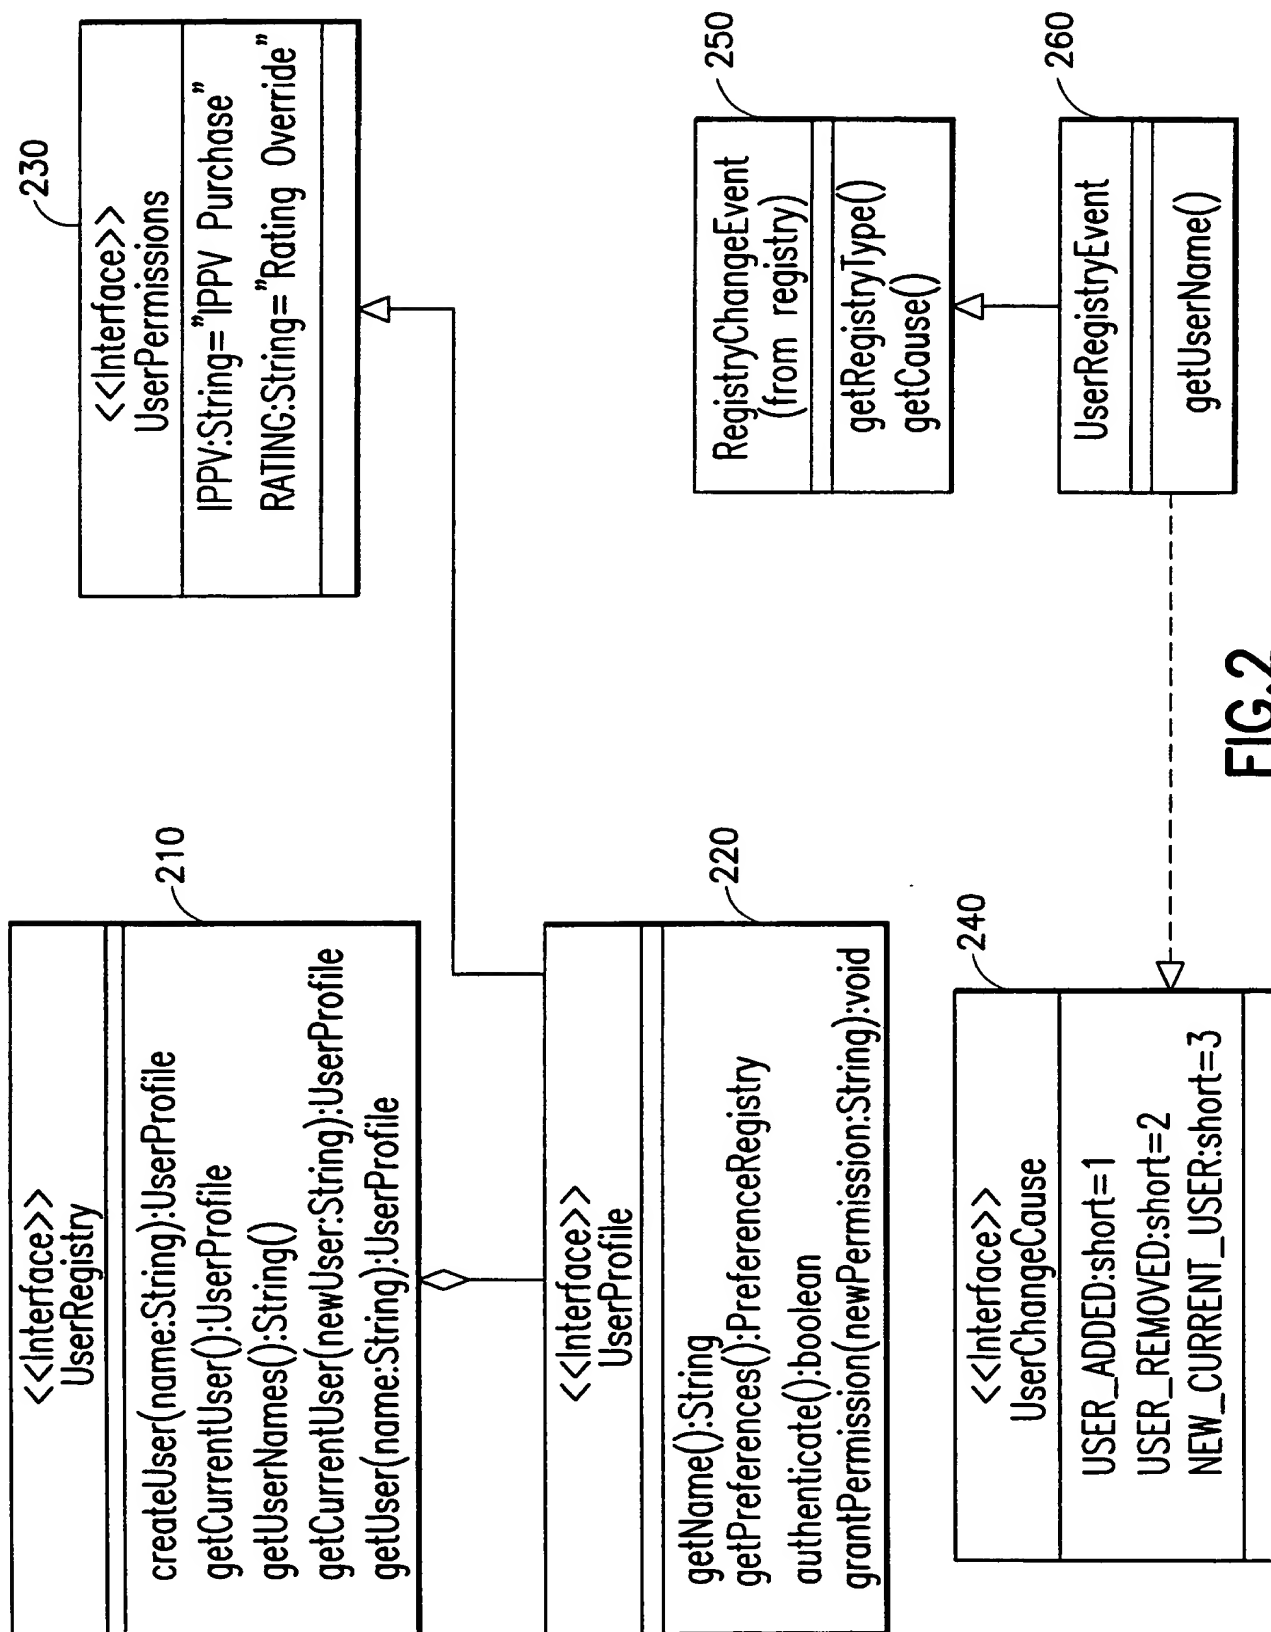 <<Interface>>
UserRegistry
createUser(name:String):UserProfile
getCurrentUser():UserProfile
getUserNames():String()
getCurrentUser(newUser:String):UserProfile
getUser(name:String):UserProfile
210
<<Interface>>
UserPermissions
IPPV:String="IPPV Purchase"
RATING:String="Rating Override"
230
<<Interface>>
UserProfile
getName():String
getPreferences():PreferenceRegistry
authenticate():boolean
grantPermission(newPermission:String):void
220
RegistryChangeEvent
(from registry)
getRegistryType()
getCause()
250
<<Interface>>
UserChangeCause
USER_ADDED:short=1
USER_REMOVED:short=2
NEW_CURRENT_USER:short=3
240
UserRegistryEvent
getUserName()
260
FIG.2